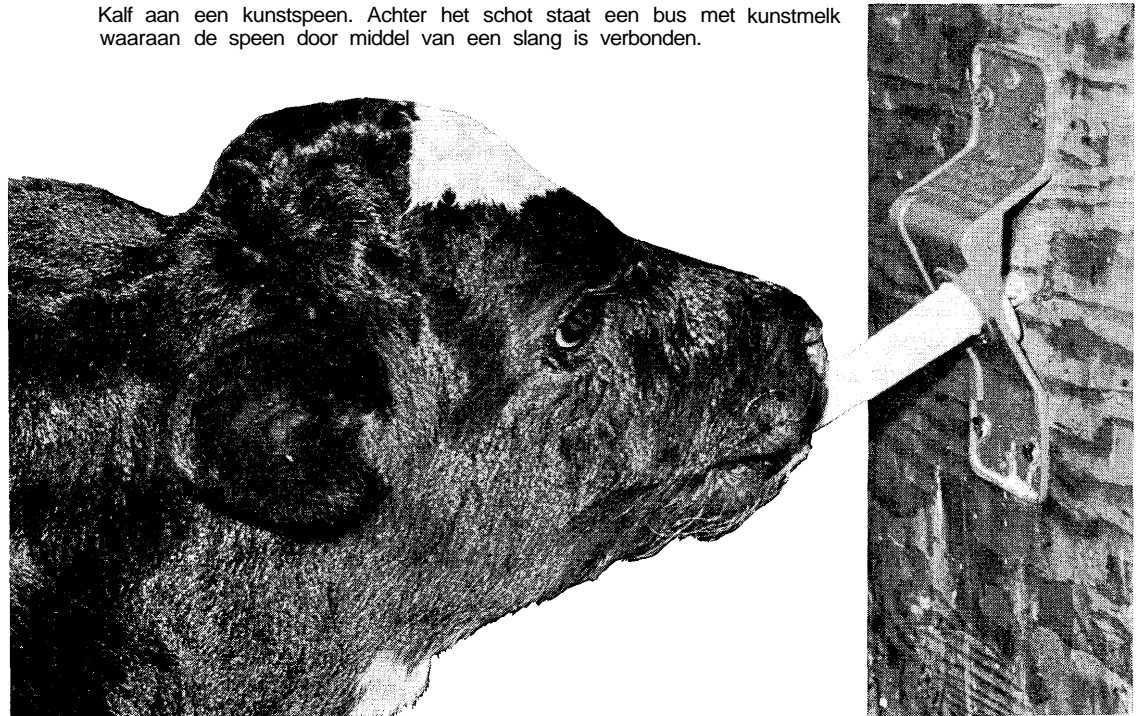 Kalf aan een kunstspeen. Achter het schot staat een bus met kunstmelk
waaraan de speen door middel van een slang is verbonden.